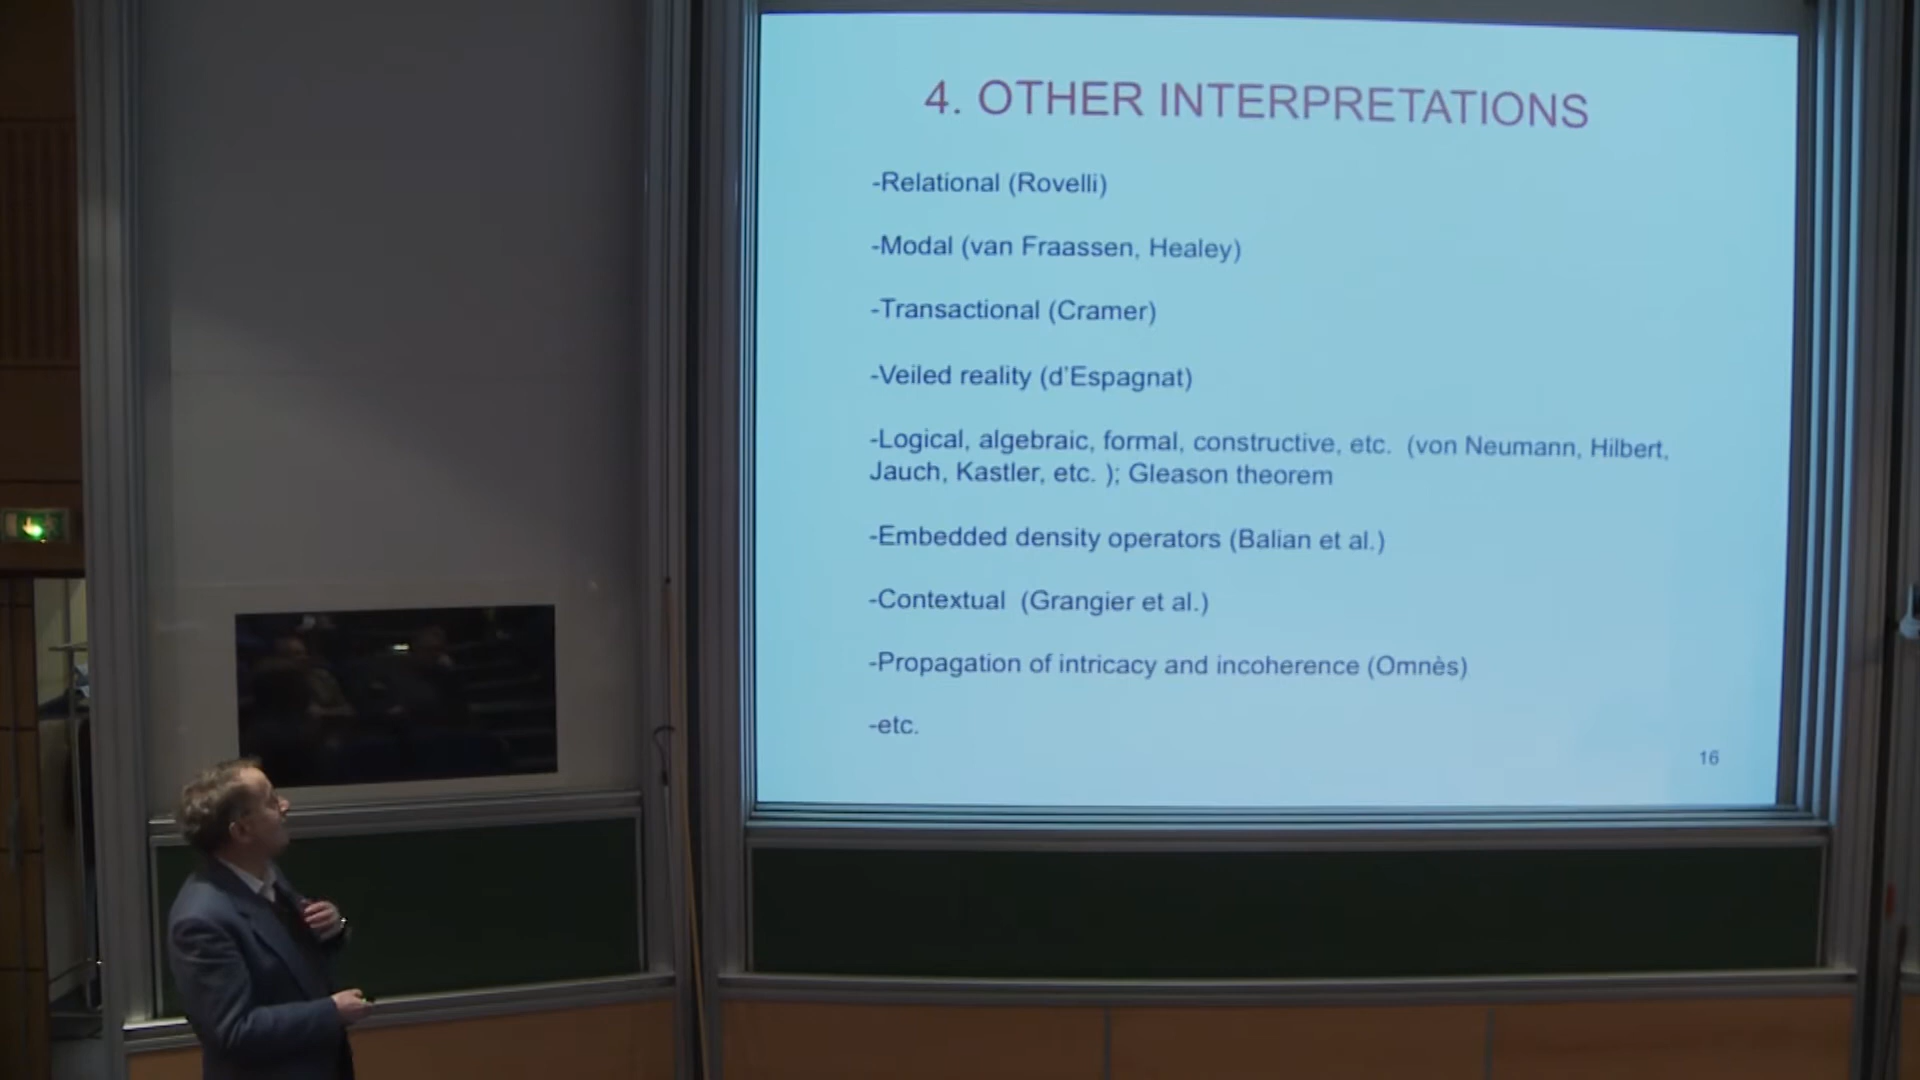 4. OTHER INTERPRETATIONS
-Relational (Rovelli)
-Modal (van Fraassen, Healey)
-Transactional (Cramer)
-Veiled reality (d'Espagnat)
-Logical, algebraic, formal, constructive, etc. (von Neumann, Hilbert,
Jauch, Kastler, etc. ); Gleason theorem
-Embedded density operators (Balian et al.)
-Contextual (Grangier et al.)
-Propagation of intricacy and incoherence (Omnès)
-etc.
16